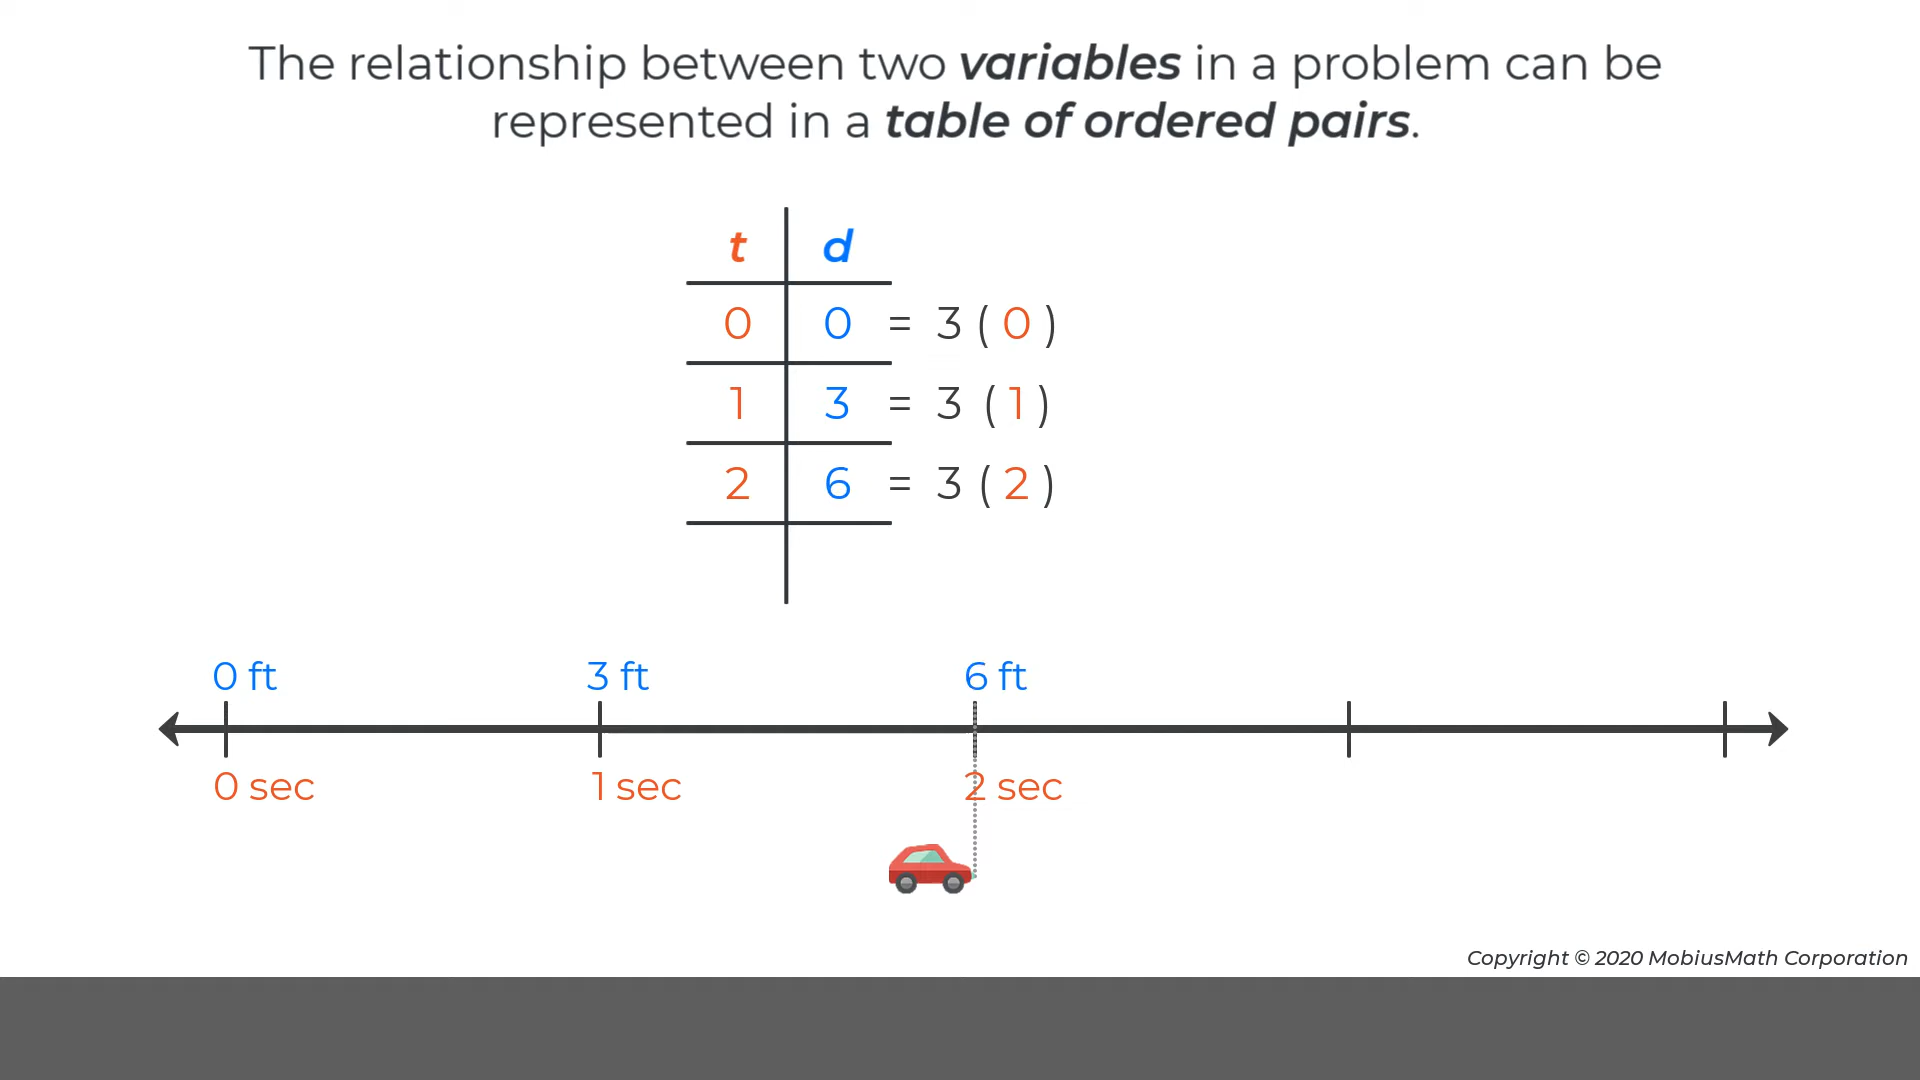 The relationship between two variables in a problem can be
represented in a table of ordered pairs.
t d
0 0 = 3 ( 0 )
1 3 = 3 ( 1 )
2 6 = 3 ( 2 )
0 ft 3 ft 6 ft
0 sec 1 sec 2 sec
Copyright © 2020 MobiusMath Corporation